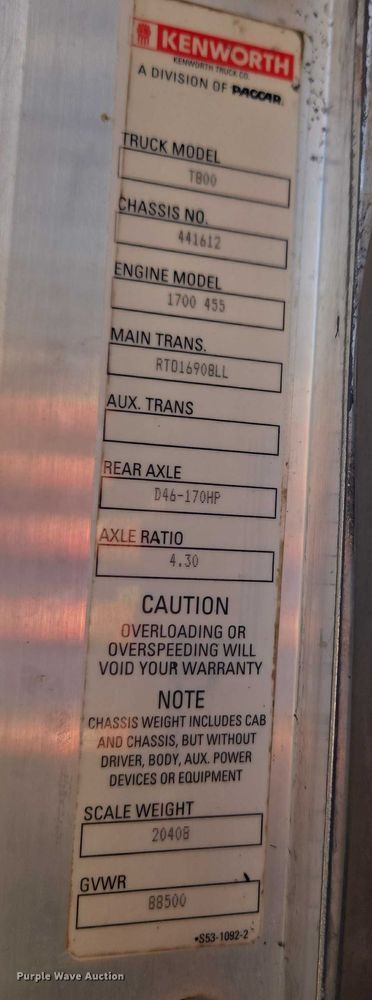 KENWORTH
KENWORTH TRUCK CO.
A DIVISION OF PACCAR
TRUCK MODEL
T800
CHASSIS NO.
441612
ENGINE MODEL
1700 455
MAIN TRANS.
RTO16908LL
AUX. TRANS
REAR AXLE
D46-170HP
AXLE RATIO
4.30
CAUTION
OVERLOADING OR
OVERSPEEDING WILL
VOID YOUR WARRANTY
NOTE
CHASSIS WEIGHT INCLUDES CAB
AND CHASSIS, BUT WITHOUT
DRIVER, BODY, AUX. POWER
DEVICES OR EQUIPMENT
SCALE WEIGHT
20408
GVWR
88500
•S53-1092-2
Purple Wave Auction